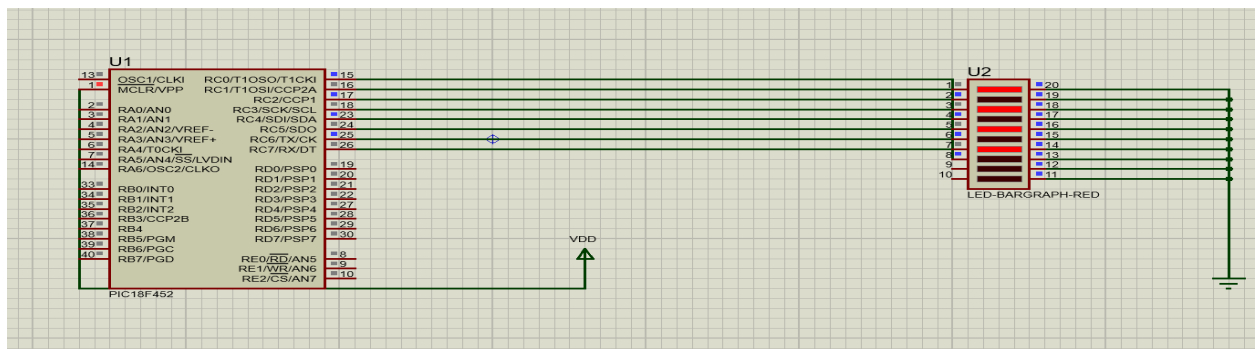 U1
13 OSC1/CLKI RC0/T1OSO/T1CKI 15
1 MCLR/VPP RC1/T1OSI/CCP2A 16
RC2/CCP1 17
2 RA0/AN0 RC3/SCK/SCL 18
3 RA1/AN1 RC4/SDI/SDA 23
4 RA2/AN2/VREF- RC5/SDO 24
5 RA3/AN3/VREF+ RC6/TX/CK 25
6 RA4/T0CKI RC7/RX/DT 26
7 RA5/AN4/SS/LVDIN
14 RA6/OSC2/CLKO RD0/PSP0 19
RD1/PSP1 20
33 RB0/INT0 RD2/PSP2 21
34 RB1/INT1 RD3/PSP3 22
35 RB2/INT2 RD4/PSP4 27
36 RB3/CCP2B RD5/PSP5 28
37 RB4 RD6/PSP6 29
38 RB5/PGM RD7/PSP7 30
39 RB6/PGC
40 RB7/PGD RE0/RD/AN5 8
RE1/WR/AN6 9
RE2/CS/AN7 10
PIC18F452
VDD
U2
1 20
2 19
3 18
4 17
5 16
6 15
7 14
8 13
9 12
10 11
LED-BARGRAPH-RED